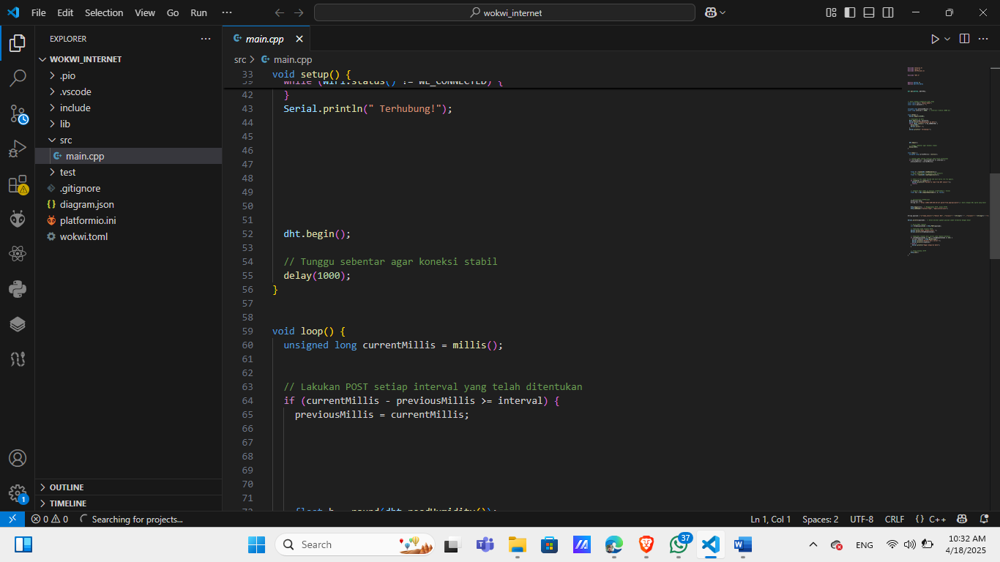 File Edit Selection View Go Run ···
wokwi_internet
EXPLORER ···
WOKWI_INTERNET
.pio
.vscode
include
lib
src
main.cpp
test
.gitignore
diagram.json
platformio.ini
wokwi.toml
OUTLINE
TIMELINE
main.cpp
src > main.cpp
33 void setup() {
39 while (WiFi.status() != WL_CONNECTED) {
42 }
43 Serial.println(" Terhubung!");
44
45
46
47
48
49
50
51
52 dht.begin();
53
54 // Tunggu sebentar agar koneksi stabil
55 delay(1000);
56 }
57
58
59 void loop() {
60 unsigned long currentMillis = millis();
61
62
63 // Lakukan POST setiap interval yang telah ditentukan
64 if (currentMillis - previousMillis >= interval) {
65 previousMillis = currentMillis;
66
67
68
69
70
71
72 float h = round(dht.readHumidity());
0 0 Searching for projects...
Ln 1, Col 1 Spaces: 2 UTF-8 CRLF {} C++
1
Search
37
ENG
10:32 AM
4/18/2025